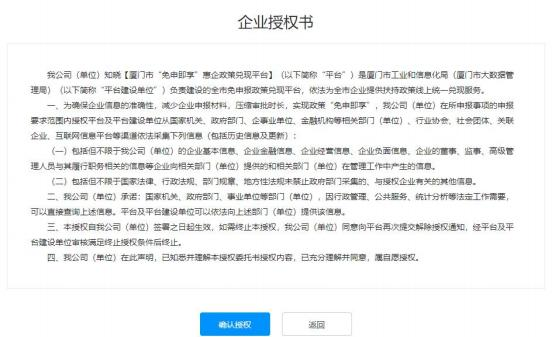 企业授权书
我公司（单位）知晓【厦门市“免申即享”惠企政策兑现平台】（以下简称“平台”）是厦门市工业和信息化局（厦门市大数据管
理局）（以下简称“平台建设单位”）负责建设的全市免申报政策兑现平台，依法为全市企业提供扶持政策线上统一兑现服务。
一、为确保企业信息的准确性，减少企业申报材料，压缩审批时长，实现政策“免申即享”，我公司（单位）在所申报事项的申报
要求范围内授权平台及平台建设单位从国家机关、政府部门、企事业单位、金融机构等相关部门（单位）、行业协会、社会团体、关联
企业、互联网信息平台等渠道依法采集下列信息（包括历史信息及更新）：
（一）包括但不限于我公司（单位）的企业基本信息、企业金融信息、企业经营信息、企业负面信息、企业的董事、监事、高级管
理人员与其履行职务相关的信息等企业向相关部门（单位）提供的和相关部门（单位）在管理工作中产生的信息。
（二）包括但不限于国家法律、行政法规、部门规章、地方性法规未禁止政府部门采集的、与授权企业有关的其他信息。
二、我公司（单位）承诺：国家机关、政府部门、事业单位等部门（单位），因行政管理、公共服务、统计分析等法定工作需要，
可以直接查询上述信息。平台及平台建设单位可以依法向上述部门（单位）提供该信息。
三、本授权自我公司（单位）签署之日起生效，如需终止本授权，我公司（单位）同意向平台再次提交解除授权通知，经平台及平
台建设单位审核满足终止授权条件后终止。
四、我公司（单位）在此声明，已知悉并理解本授权委托书授权内容，已充分理解并同意，属自愿授权。
确认授权
返回